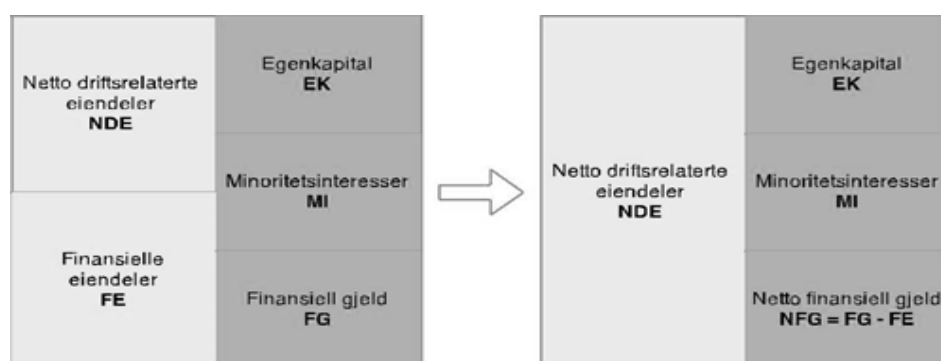 Netto driftsrelaterte
eiendeler
NDE
Finansielle
eiendeler
FE
Egenkapital
EK
Minoritetsinteresser
MI
Finansiell gjeld
FG
Netto driftsrelaterte
eiendeler
NDE
Egenkapital
EK
Minoritetsinteresser
MI
Netto finansiell gjeld
NFG = FG - FE